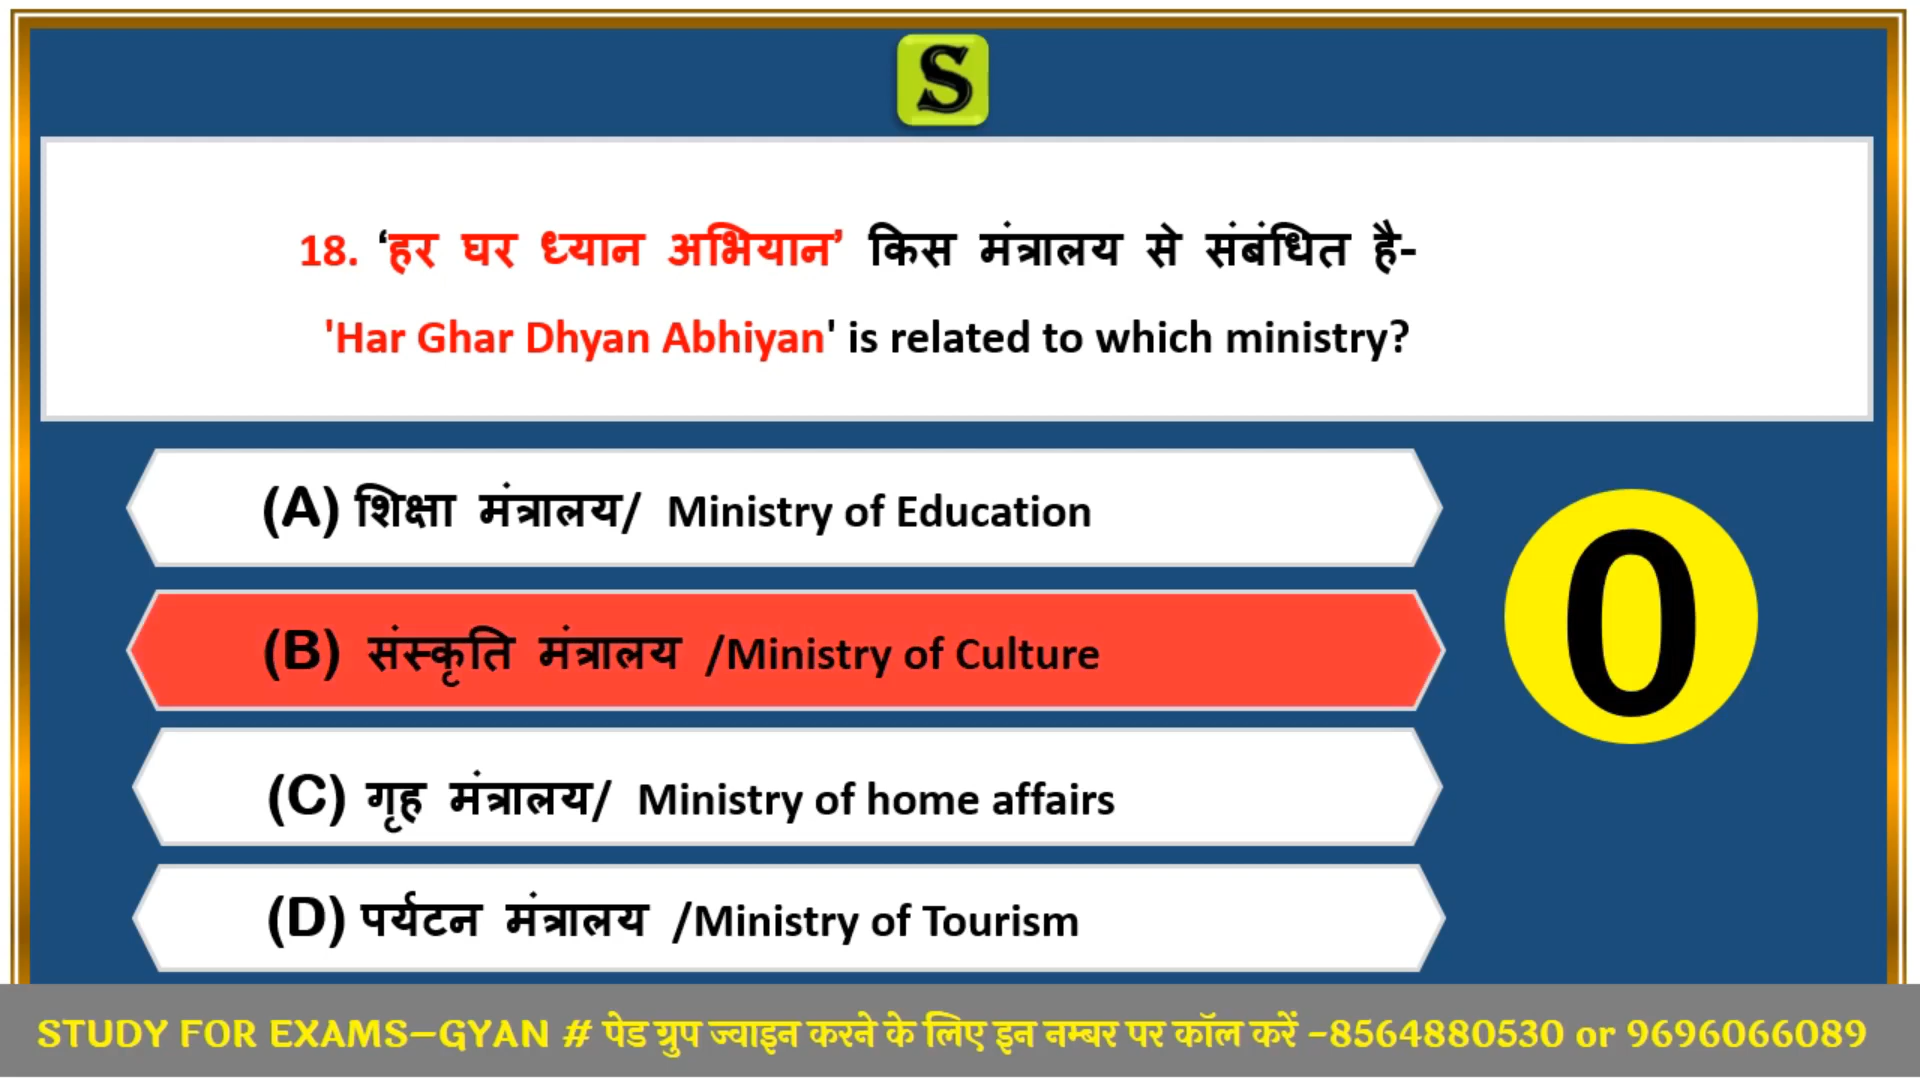 S
18. ‘हर घर ध्यान अभियान’ किस मंत्रालय से संबंधित है-
'Har Ghar Dhyan Abhiyan' is related to which ministry?
(A) शिक्षा मंत्रालय/ Ministry of Education
(B) संस्कृति मंत्रालय /Ministry of Culture
0
(C) गृह मंत्रालय/ Ministry of home affairs
(D) पर्यटन मंत्रालय /Ministry of Tourism
STUDY FOR EXAMS–GYAN # पेड ग्रुप ज्वाइन करने के लिए इन नम्बर पर कॉल करें -8564880530 or 9696066089